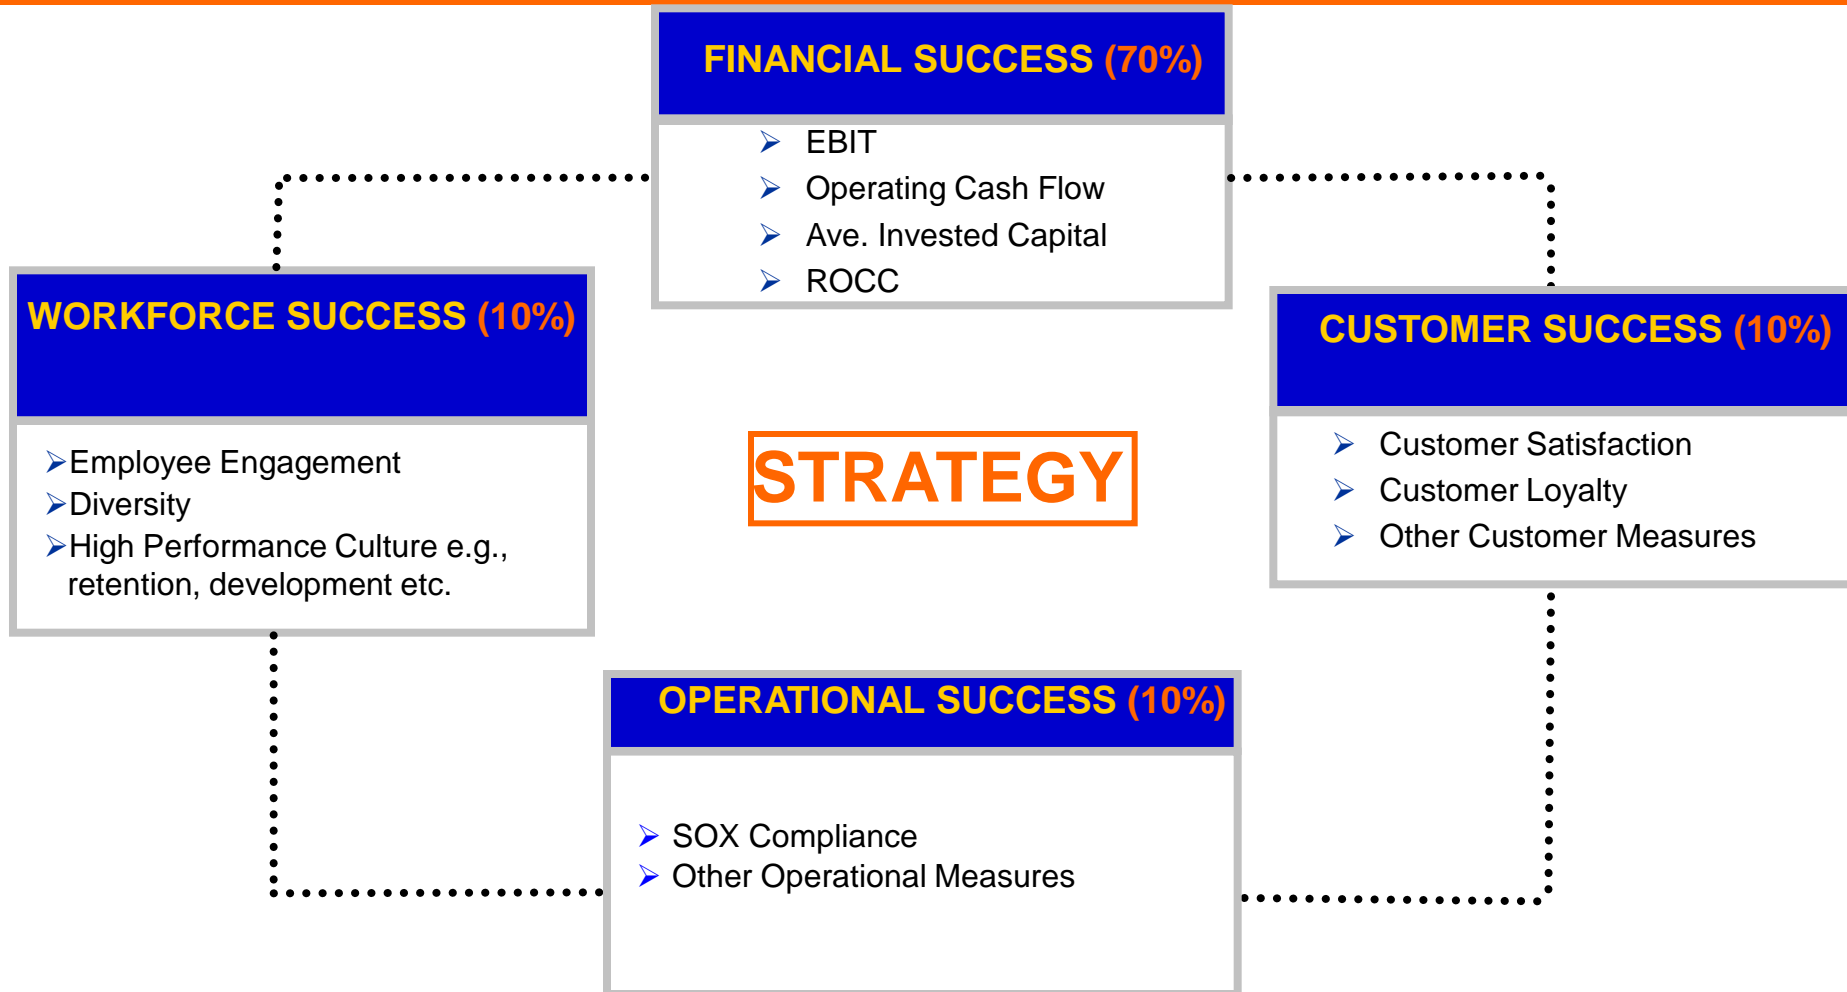 FINANCIAL SUCCESS (70%)
EBIT
Operating Cash Flow
Ave. Invested Capital
ROCC
WORKFORCE SUCCESS (10%)
Employee Engagement
Diversity
High Performance Culture e.g.,
retention, development etc.
STRATEGY
CUSTOMER SUCCESS (10%)
Customer Satisfaction
Customer Loyalty
Other Customer Measures
OPERATIONAL SUCCESS (10%)
SOX Compliance
Other Operational Measures